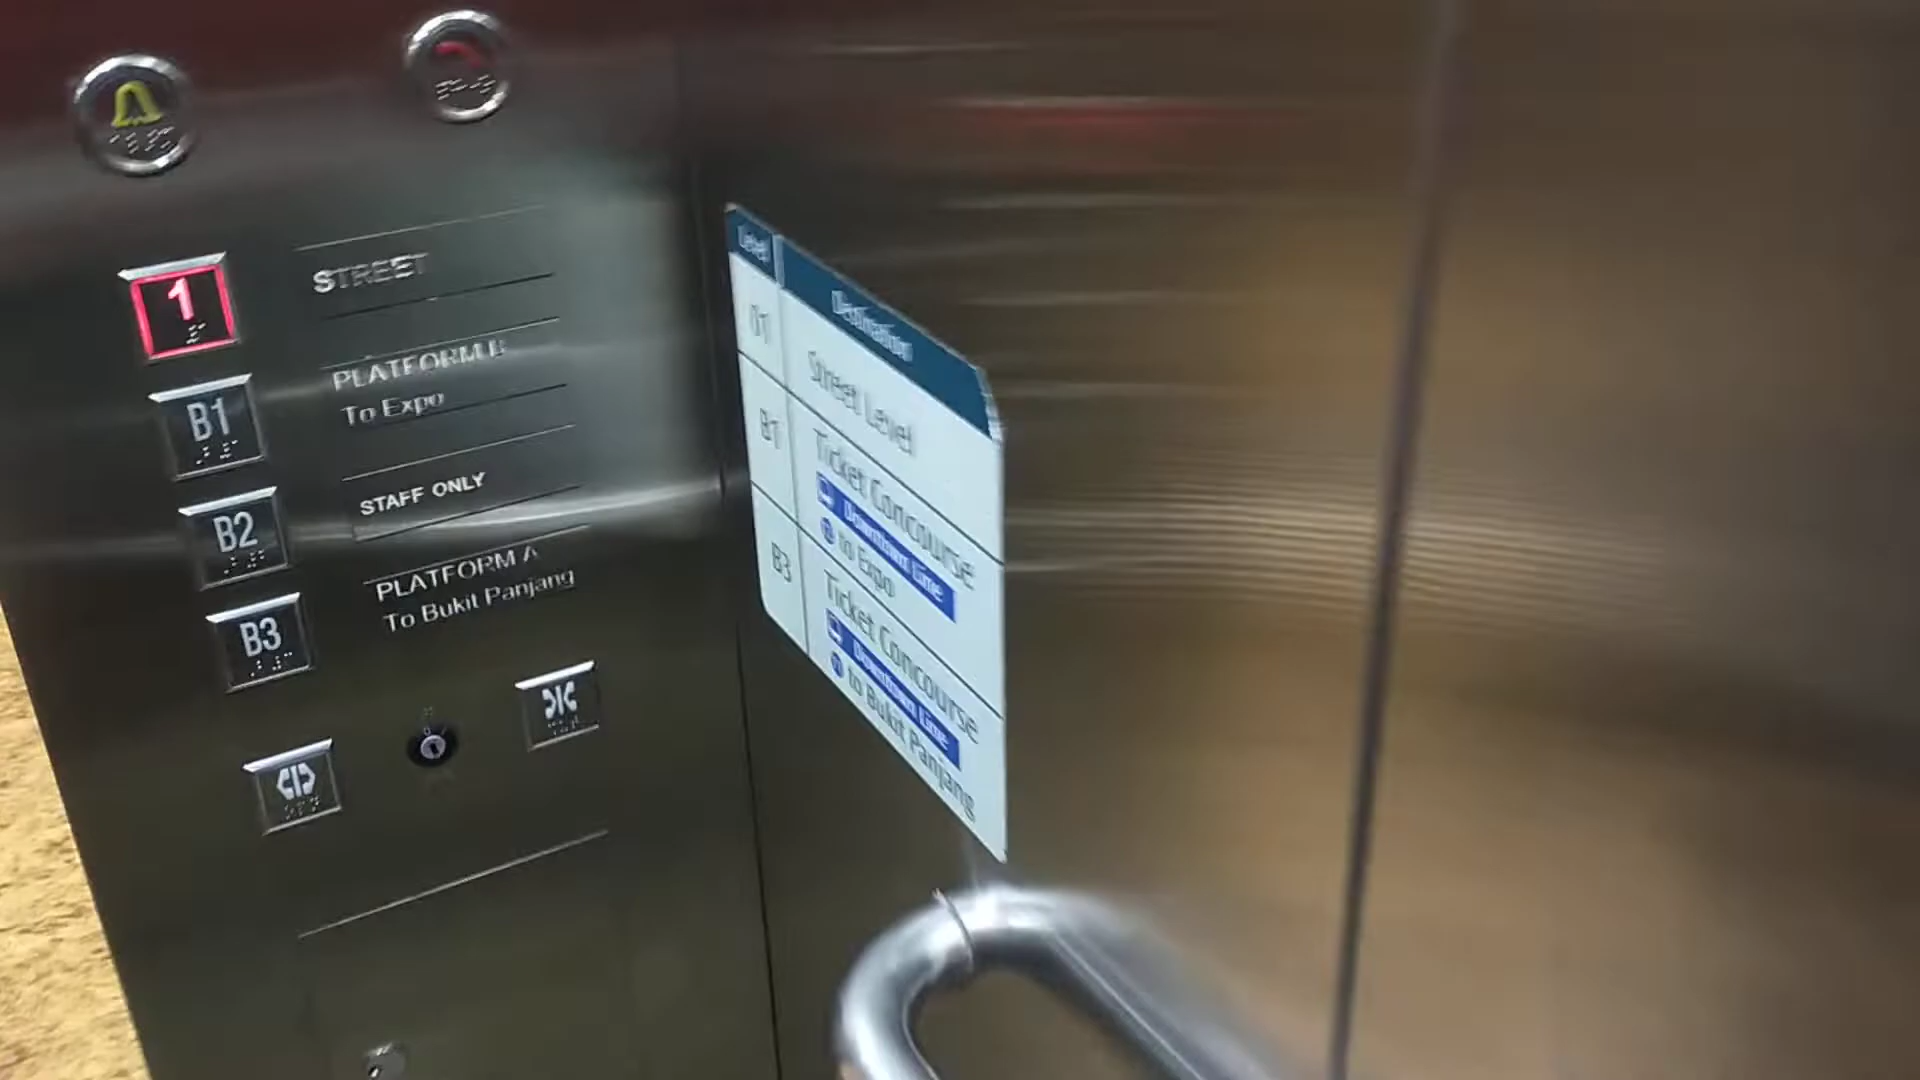 1
STREET
B1
PLATFORM B
To Expo
B2
STAFF ONLY
B3
PLATFORM A
To Bukit Panjang
Level
Destination
01
Street Level
B1
Ticket Concourse
Downtown Line
to Expo
B3
Ticket Concourse
Downtown Line
to Bukit Panjang